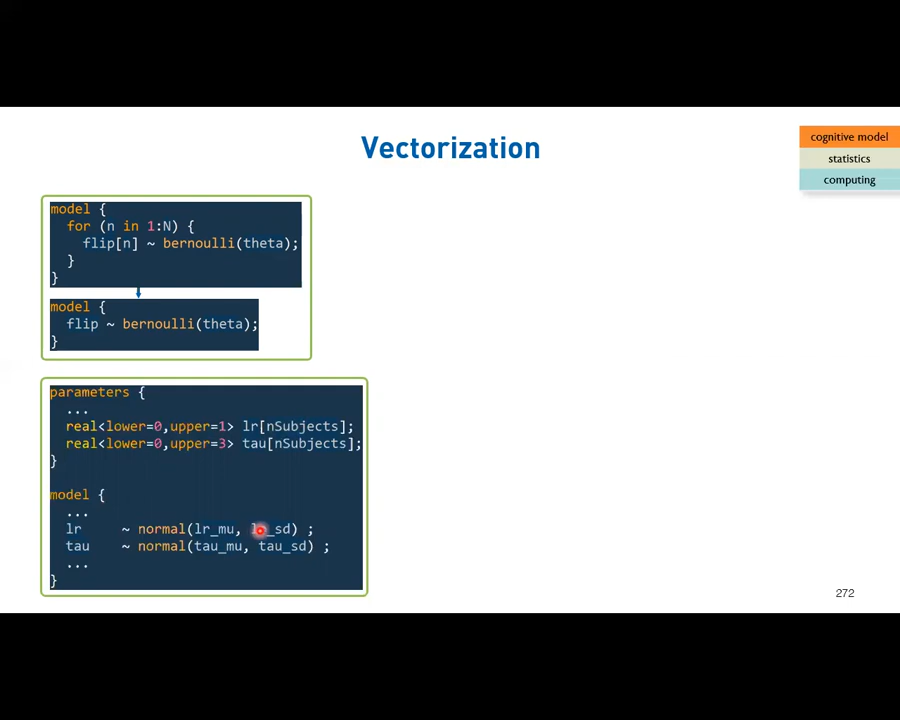 Vectorization
cognitive model
statistics
computing
model {
for (n in 1:N) {
flip[n] ~ bernoulli(theta);
}
}
model {
flip ~ bernoulli(theta);
}
parameters {
...
real<lower=0,upper=1> lr[nSubjects];
real<lower=0,upper=3> tau[nSubjects];
}
model {
...
lr ~ normal(lr_mu, lr_sd) ;
tau ~ normal(tau_mu, tau_sd) ;
...
}
272